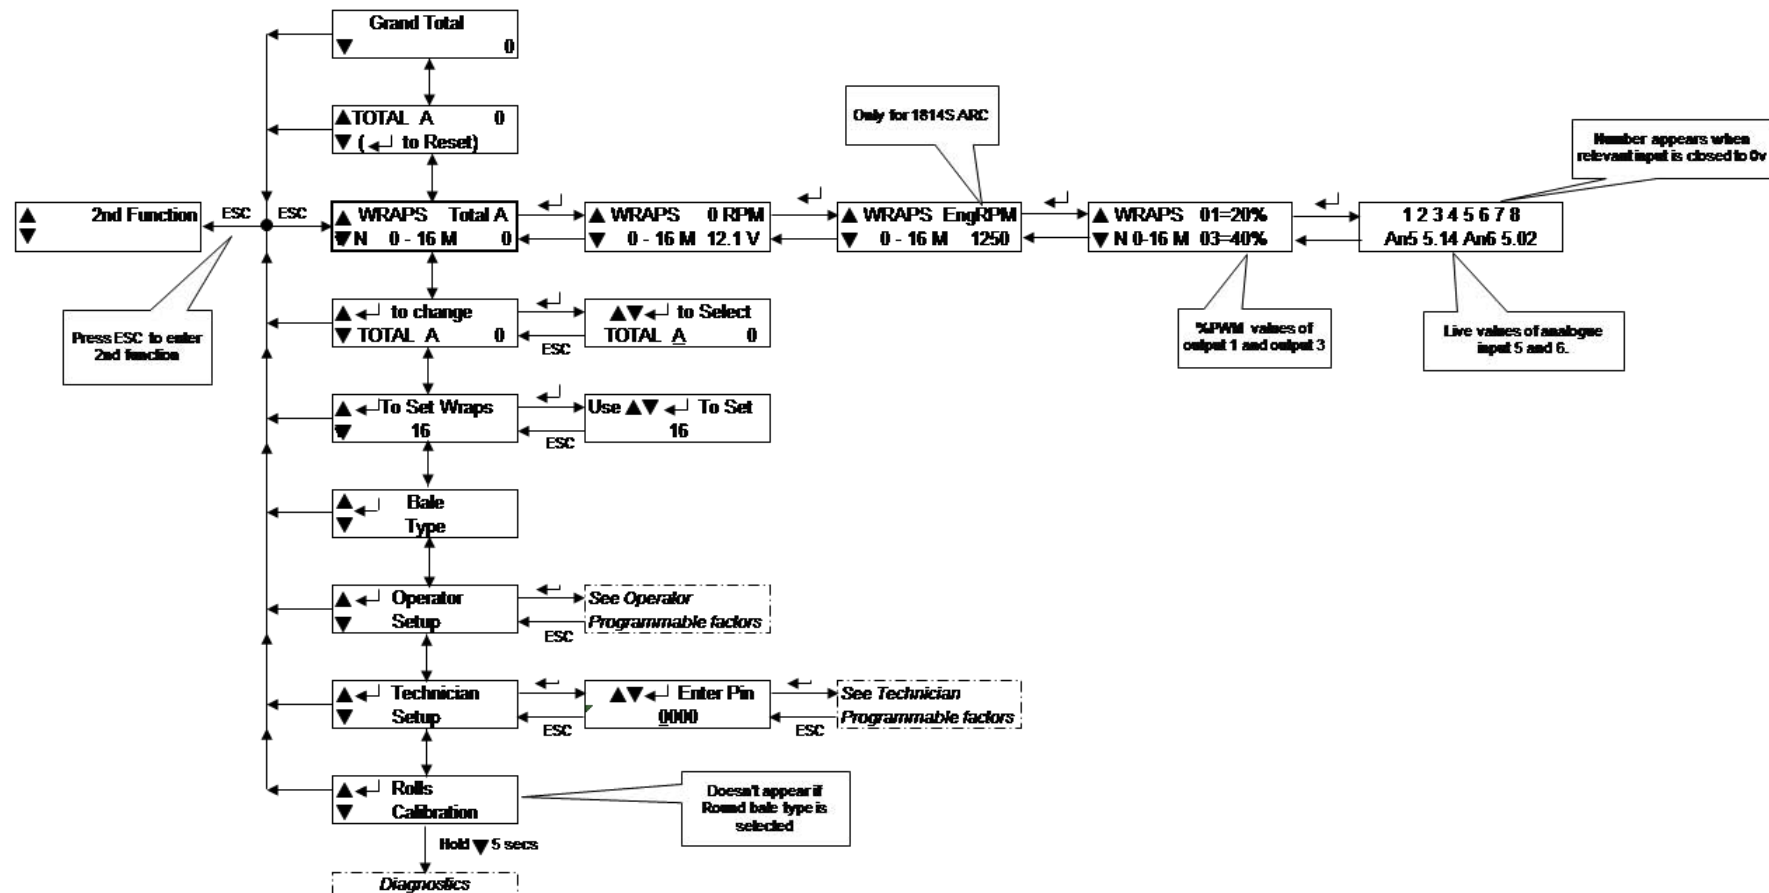 Grand Total
▼ 0
▲TOTAL A 0
▼ (↵ to Reset)
Only for 1814S ARC
Number appears when
relevant input is closed to 0v
▲ 2nd Function
▼
ESC
ESC
▲ WRAPS Total A
▼N 0 - 16 M 0
▲ WRAPS 0 RPM
▼ 0 - 16 M 12.1 V
▲ WRAPS EngRPM
▼ 0 - 16 M 1250
▲ WRAPS 01=20%
▼ N 0-16 M 03=40%
1 2 3 4 5 6 7 8
An5 5.14 An6 5.02
Press ESC to enter
2nd function
▲ ↵ to change
▼ TOTAL A 0
ESC
▲▼↵ to Select
TOTAL A 0
%PWM values of
output 1 and output 3
Live values of analogue
input 5 and 6.
▲ ↵To Set Wraps
▼ 16
ESC
Use ▲▼ ↵ To Set
16
▲ ↵ Bale
▼ Type
▲ ↵ Operator
▼ Setup
ESC
See Operator
Programmable factors
▲ ↵ Technician
▼ Setup
ESC
▲▼↵ Enter Pin
0000
ESC
See Technician
Programmable factors
▲ ↵ Rolls
▼ Calibration
Doesn't appear if
Round bale type is
selected
Hold ▼ 5 secs
Diagnostics